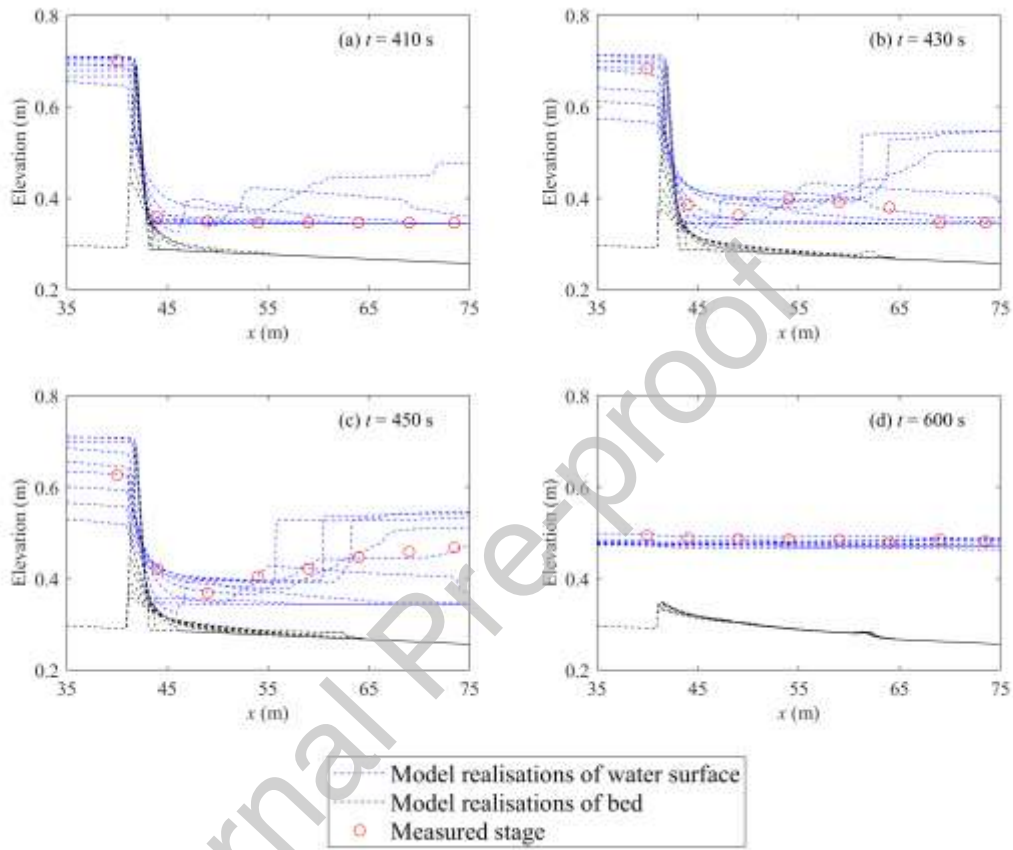 0.8
(a) t = 410 s
0.6
Elevation (m)
0.4
0.2
35
45
55
65
75
x (m)
0.8
(b) t = 430 s
0.6
Elevation (m)
0.4
0.2
35
45
55
65
75
x (m)
0.8
(c) t = 450 s
0.6
Elevation (m)
0.4
0.2
35
45
55
65
75
x (m)
0.8
(d) t = 600 s
0.6
Elevation (m)
0.4
0.2
35
45
55
65
75
x (m)
Model realisations of water surface
Model realisations of bed
Measured stage
rnal Pre-proof